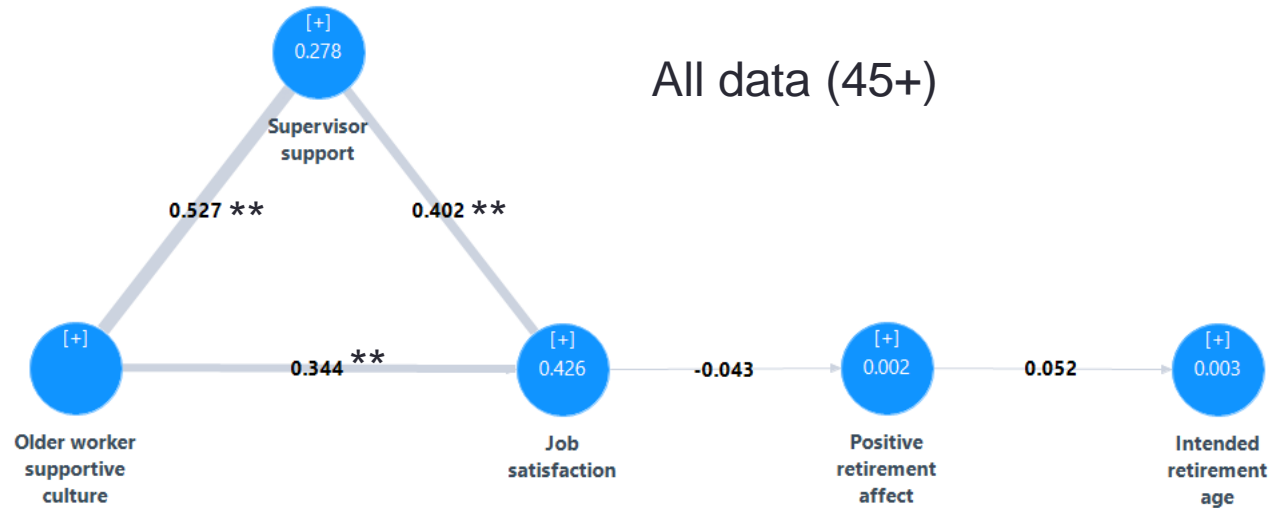 [+]
0.278
All data (45+)
Supervisor
support
0.527 **
0.402 **
[+]
0.344 **
[+]
0.426
-0.043
[+]
0.002
0.052
[+]
0.003
Older worker
supportive
culture
Job
satisfaction
Positive
retirement
affect
Intended
retirement
age